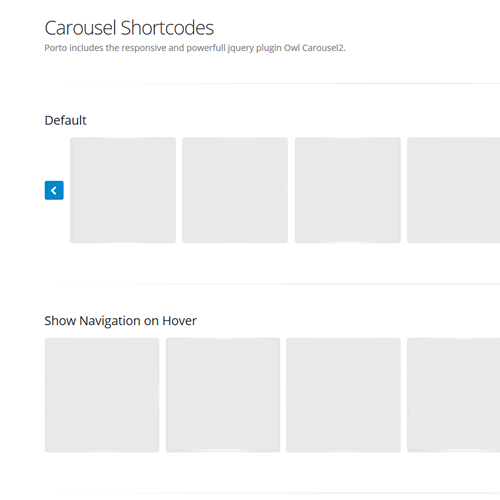 Carousel Shortcodes
Porto includes the responsive and powerfull jquery plugin Owl Carousel2.
Default
Show Navigation on Hover